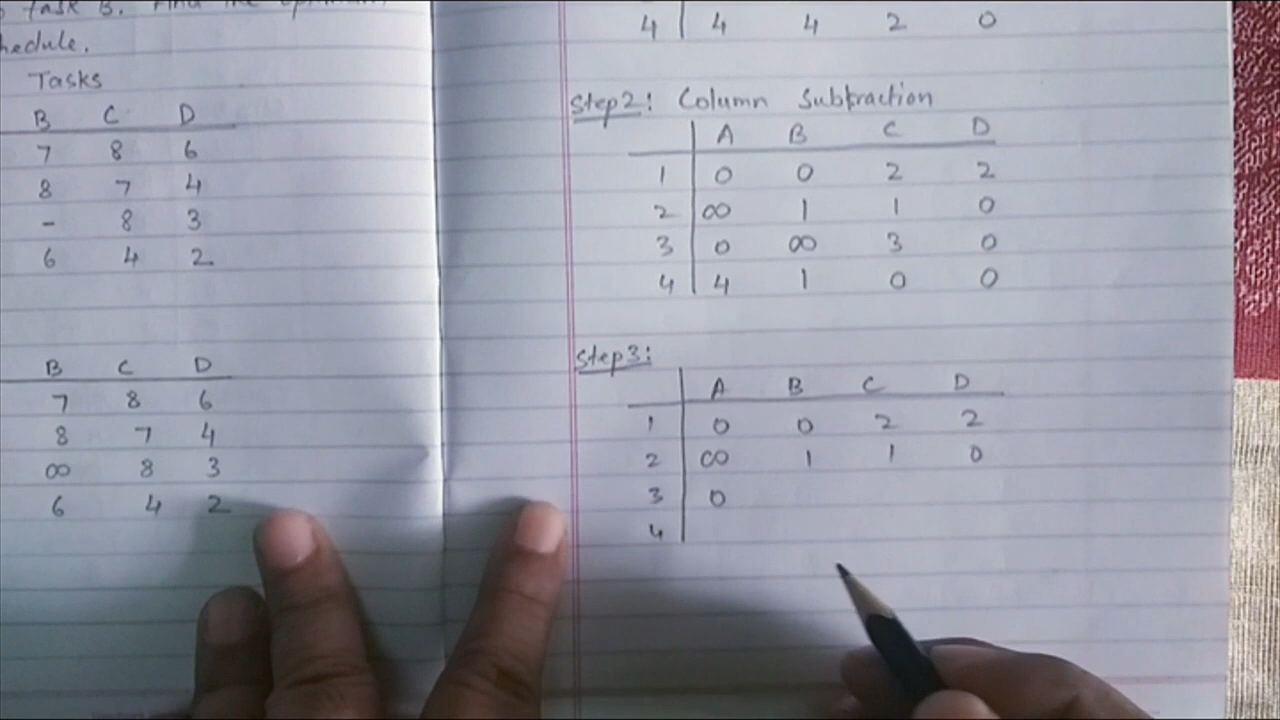 task B. Find the
hedule.
Tasks
B C D
7 8 6
8 7 4
- 8 3
6 4 2
B C D
7 8 6
8 7 4
∞ 8 3
6 4 2
4 4 4 2 0
Step2: Column Subtraction
A B C D
1 0 0 2 2
2 ∞ 1 1 0
3 0 ∞ 3 0
4 4 1 0 0
Step3:
A B C D
1 0 0 2 2
2 ∞ 1 1 0
3 0
4